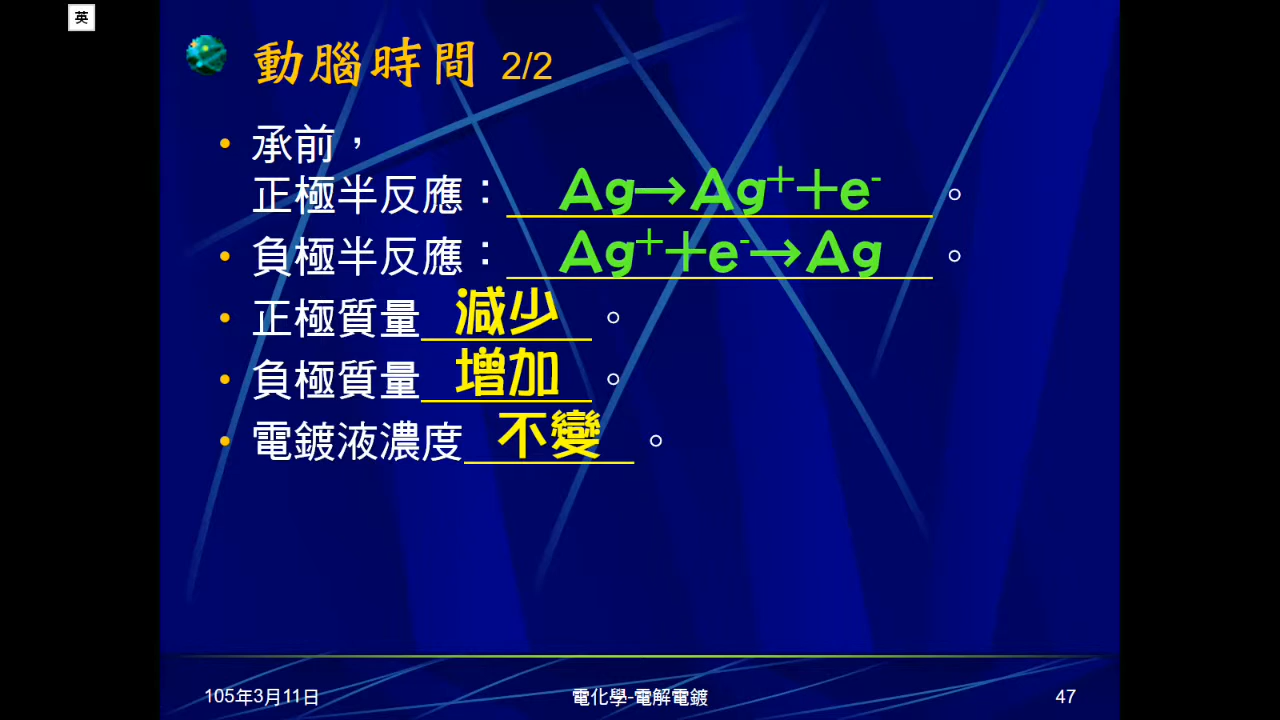 英
動腦時間 2/2
• 承前，
正極半反應：Ag→Ag⁺＋e⁻。
• 負極半反應：Ag⁺＋e⁻→Ag。
• 正極質量減少。
• 負極質量增加。
• 電鍍液濃度不變。
105年3月11日 電化學-電解電鍍 47